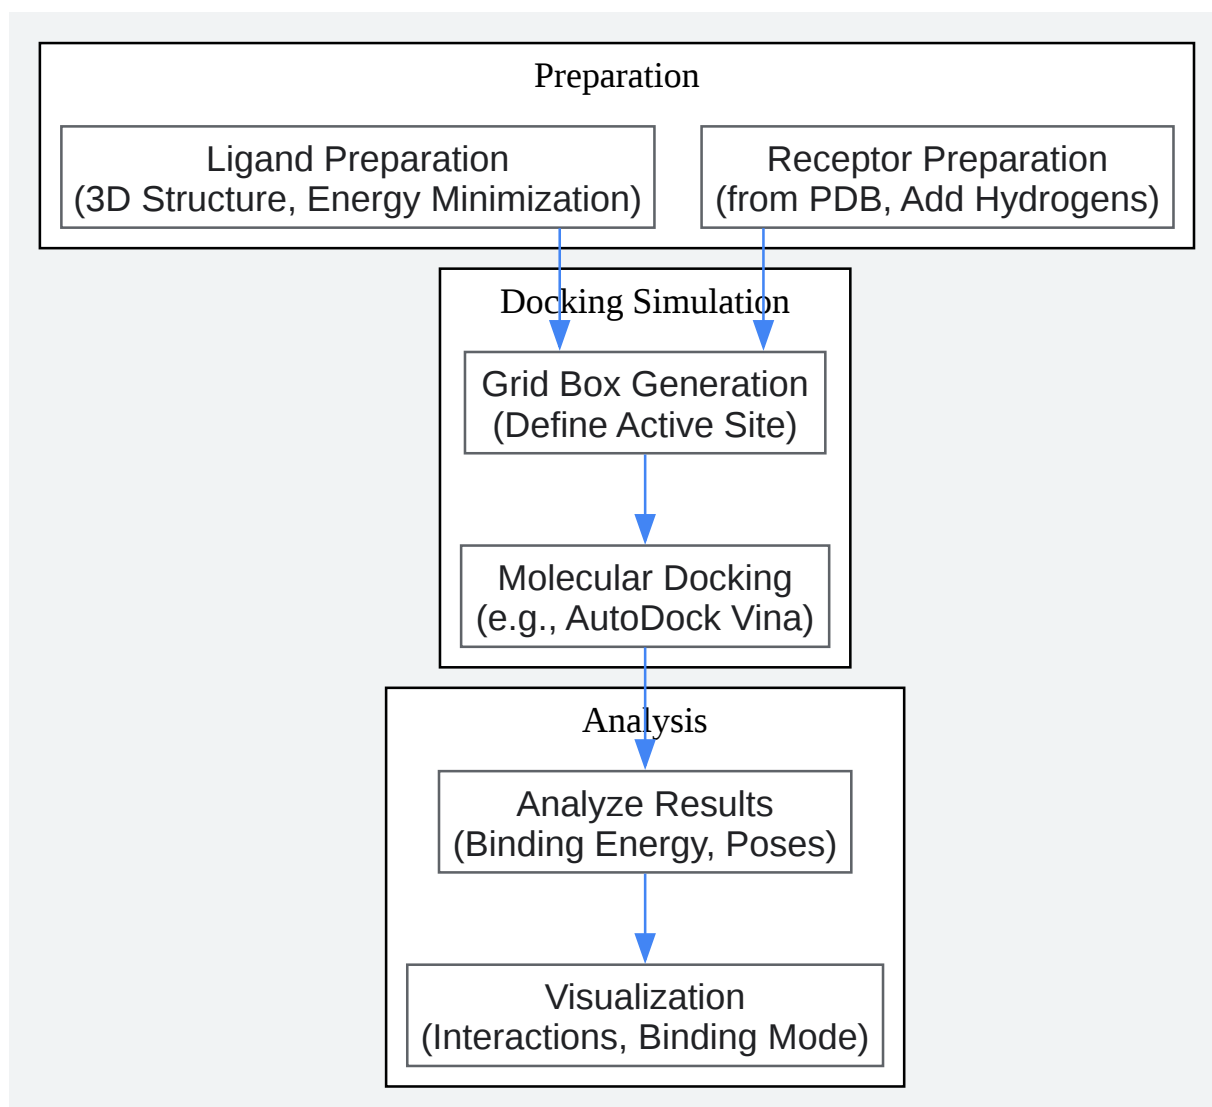 Preparation
Ligand Preparation
(3D Structure, Energy Minimization)
Receptor Preparation
(from PDB, Add Hydrogens)
Docking Simulation
Grid Box Generation
(Define Active Site)
Molecular Docking
(e.g., AutoDock Vina)
Analysis
Analyze Results
(Binding Energy, Poses)
Visualization
(Interactions, Binding Mode)